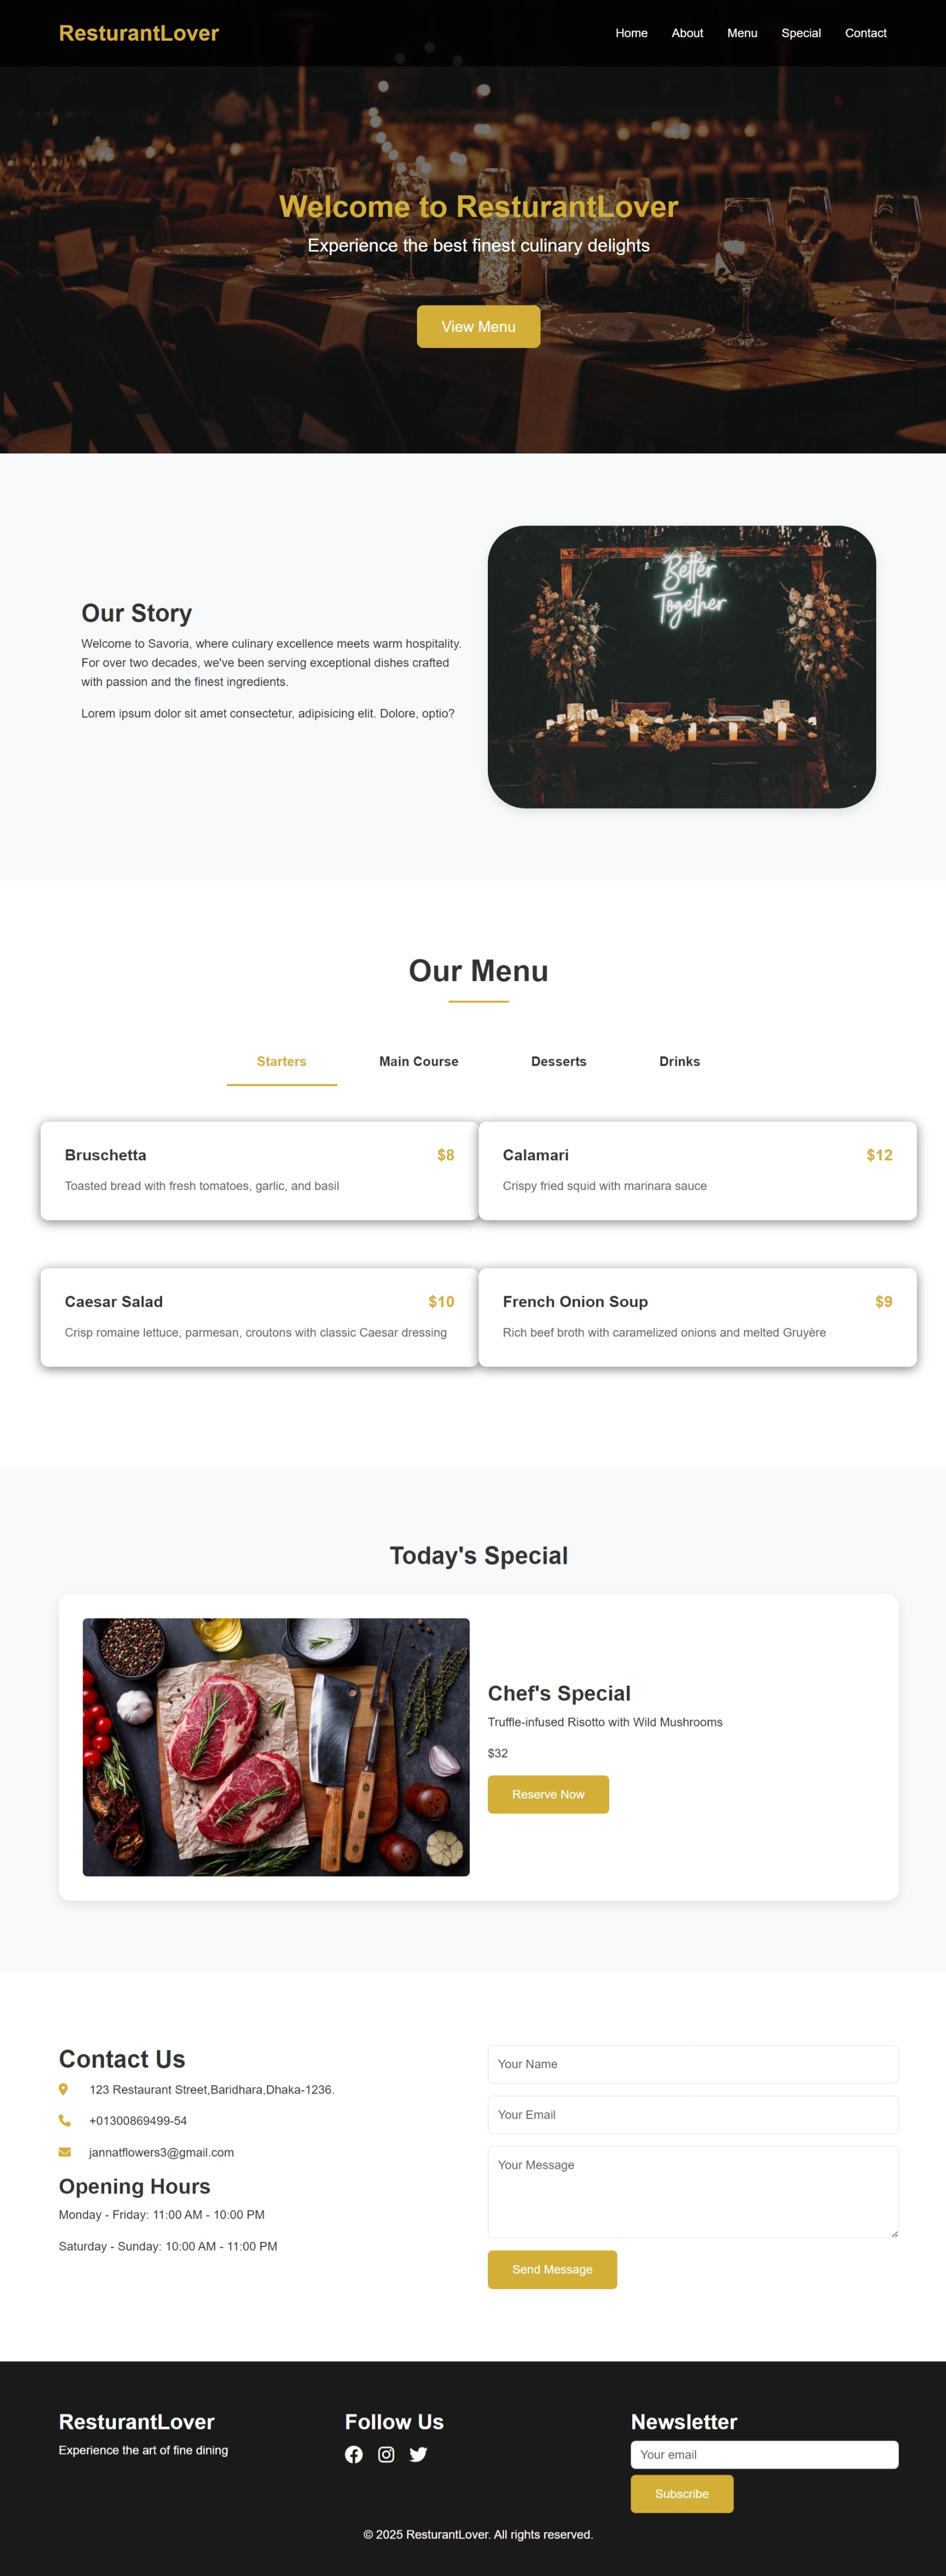 ResturantLover
Home About Menu Special Contact
Welcome to ResturantLover
Experience the best finest culinary delights
View Menu
Our Story
Welcome to Savoria, where culinary excellence meets warm hospitality.
For over two decades, we've been serving exceptional dishes crafted
with passion and the finest ingredients.
Lorem ipsum dolor sit amet consectetur, adipisicing elit. Dolore, optio?
Better
Together
Our Menu
Starters Main Course Desserts Drinks
Bruschetta $8
Toasted bread with fresh tomatoes, garlic, and basil
Calamari $12
Crispy fried squid with marinara sauce
Caesar Salad $10
Crisp romaine lettuce, parmesan, croutons with classic Caesar dressing
French Onion Soup $9
Rich beef broth with caramelized onions and melted Gruyère
Today's Special
Chef's Special
Truffle-infused Risotto with Wild Mushrooms
$32
Reserve Now
Contact Us
123 Restaurant Street,Baridhara,Dhaka-1236.
+01300869499-54
jannatflowers3@gmail.com
Opening Hours
Monday - Friday: 11:00 AM - 10:00 PM
Saturday - Sunday: 10:00 AM - 11:00 PM
Your Name
Your Email
Your Message
Send Message
ResturantLover
Experience the art of fine dining
Follow Us
Newsletter
Your email
Subscribe
© 2025 ResturantLover. All rights reserved.